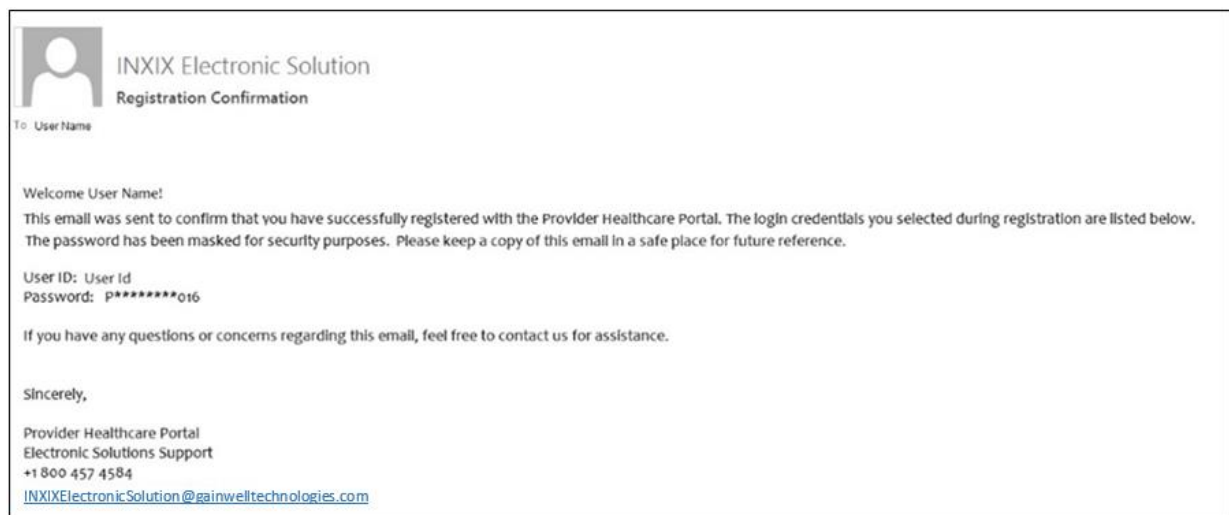 INXIX Electronic Solution
Registration Confirmation
To User Name
Welcome User Name!
This email was sent to confirm that you have successfully registered with the Provider Healthcare Portal. The login credentials you selected during registration are listed below.
The password has been masked for security purposes. Please keep a copy of this email in a safe place for future reference.
User ID: User Id
Password: P********016
If you have any questions or concerns regarding this email, feel free to contact us for assistance.
Sincerely,
Provider Healthcare Portal
Electronic Solutions Support
+1 800 457 4584
INXIXElectronicSolution@gainwelltechnologies.com